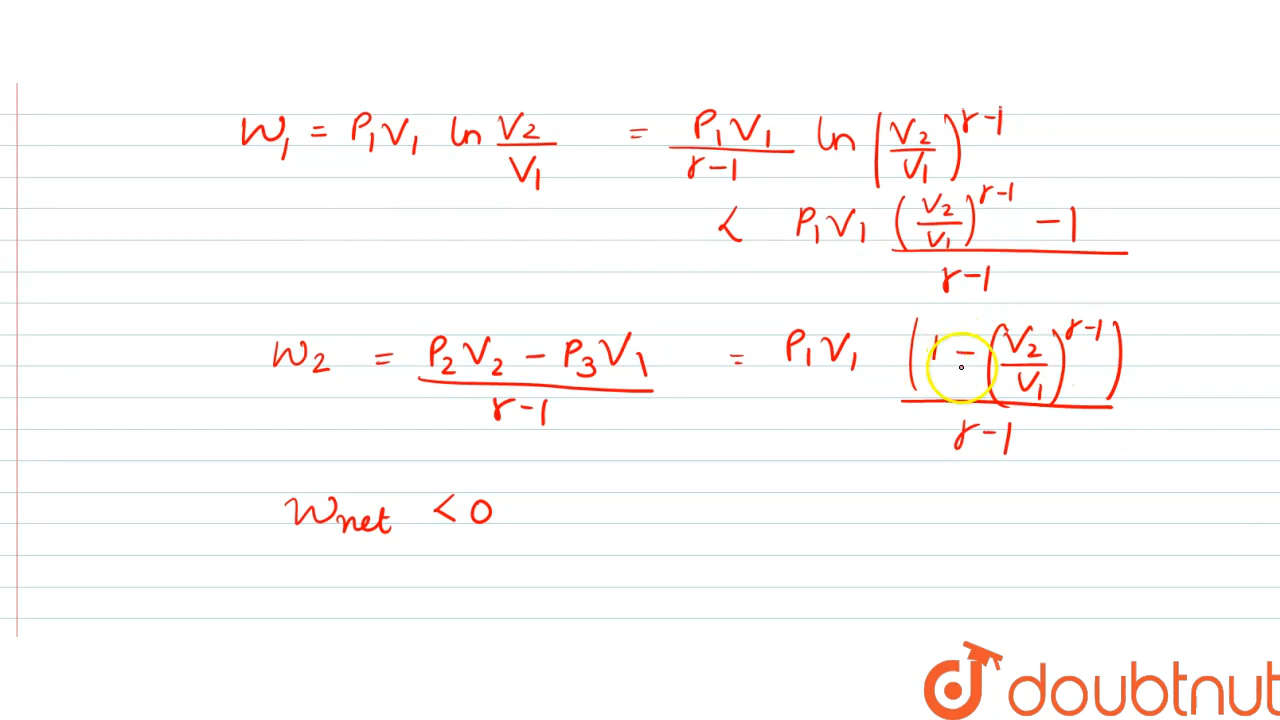 W₁ = P₁V₁ ln V₂/V₁ = P₁V₁/(γ-1) ln (V₂/V₁)^(γ-1)
< P₁V₁ ((V₂/V₁)^(γ-1) - 1)/(γ-1)
W₂ = (P₂V₂ - P₃V₁)/(γ-1) = P₁V₁ (1 - (V₂/V₁)^(γ-1))/(γ-1)
Wnet < 0
doubtnut